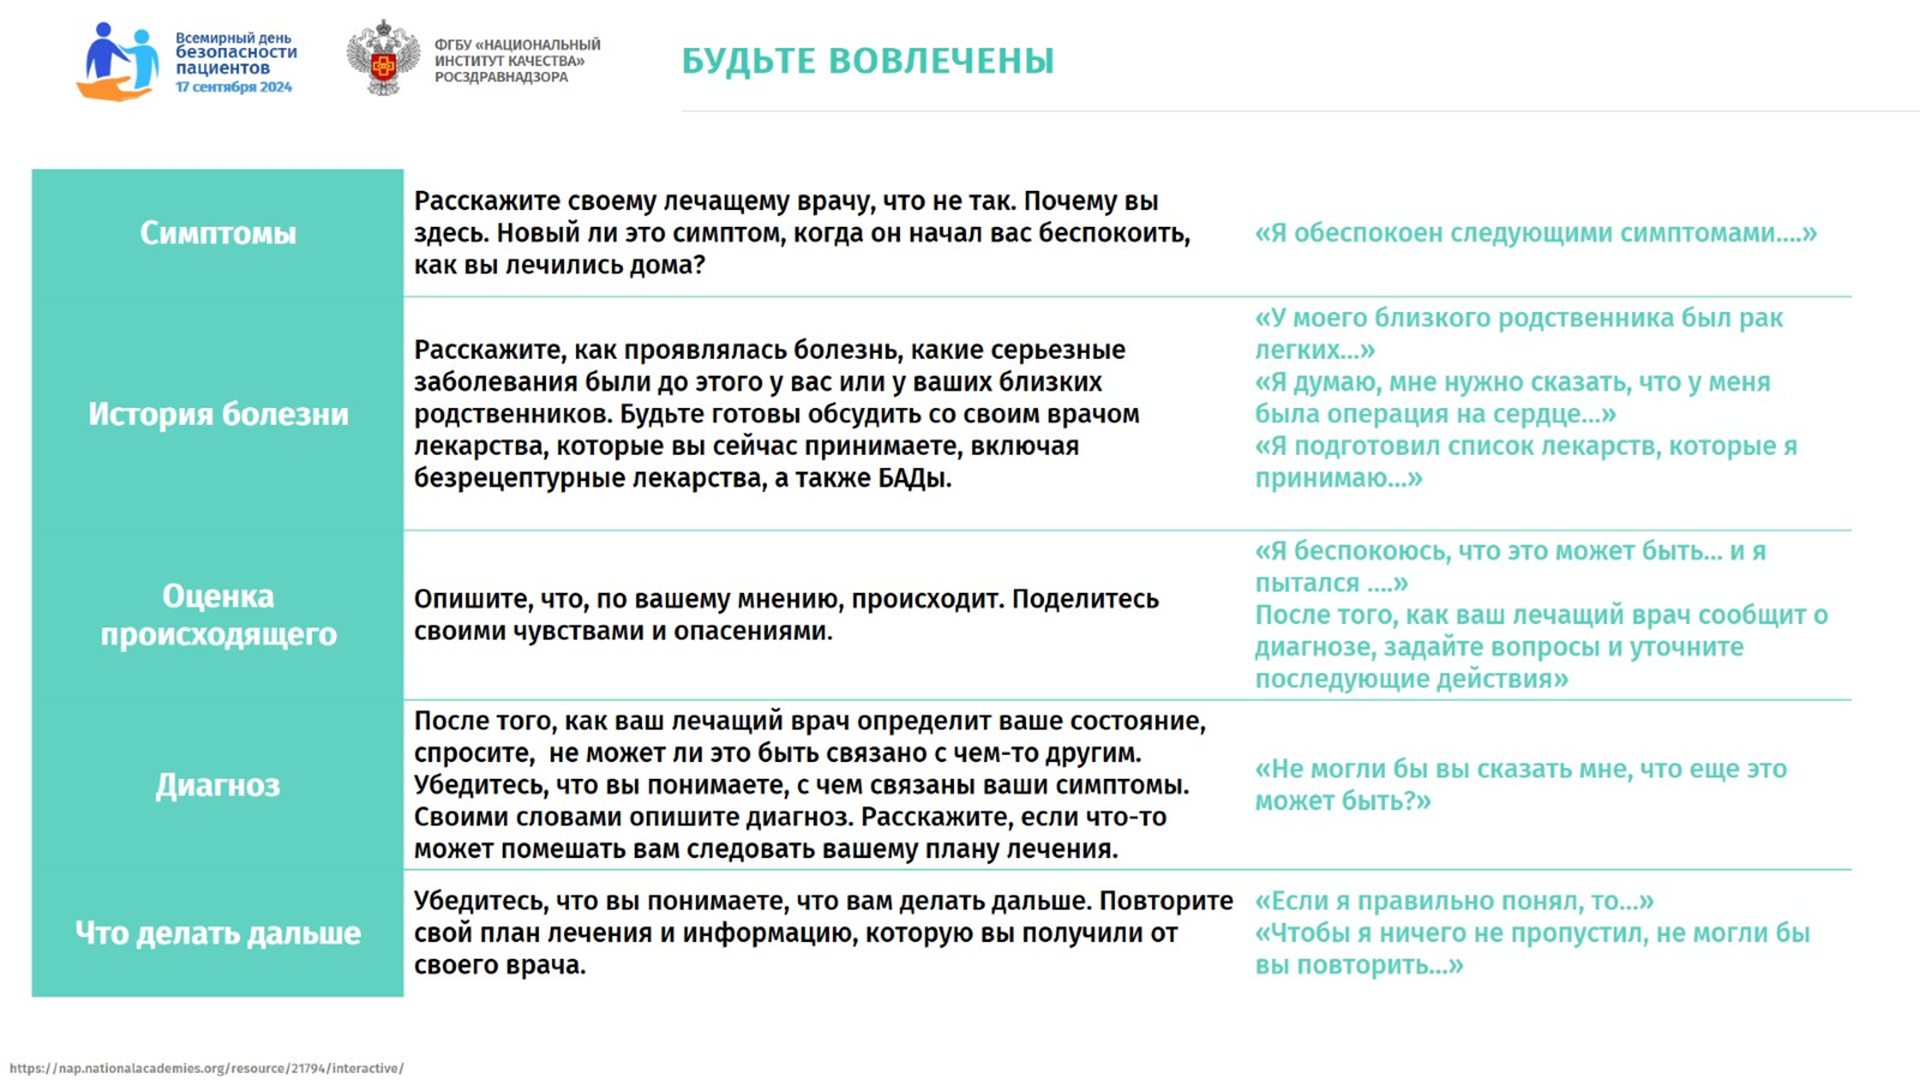 Всемирный день
безопасности
пациентов
17 сентября 2024
ФГБУ «НАЦИОНАЛЬНЫЙ
ИНСТИТУТ КАЧЕСТВА»
РОСЗДРАВНАДЗОРА
БУДЬТЕ ВОВЛЕЧЕНЫ
Симптомы
Расскажите своему лечащему врачу, что не так. Почему вы
здесь. Новый ли это симптом, когда он начал вас беспокоить,
как вы лечились дома?
«Я обеспокоен следующими симптомами....»
История болезни
Расскажите, как проявлялась болезнь, какие серьезные
заболевания были до этого у вас или у ваших близких
родственников. Будьте готовы обсудить со своим врачом
лекарства, которые вы сейчас принимаете, включая
безрецептурные лекарства, а также БАДы.
«У моего близкого родственника был рак
легких...»
«Я думаю, мне нужно сказать, что у меня
была операция на сердце...»
«Я подготовил список лекарств, которые я
принимаю...»
Оценка
происходящего
Опишите, что, по вашему мнению, происходит. Поделитесь
своими чувствами и опасениями.
«Я беспокоюсь, что это может быть... и я
пытался ....»
После того, как ваш лечащий врач сообщит о
диагнозе, задайте вопросы и уточните
последующие действия»
Диагноз
После того, как ваш лечащий врач определит ваше состояние,
спросите,  не может ли это быть связано с чем-то другим.
Убедитесь, что вы понимаете, с чем связаны ваши симптомы.
Своими словами опишите диагноз. Расскажите, если что-то
может помешать вам следовать вашему плану лечения.
«Не могли бы вы сказать мне, что еще это
может быть?»
Что делать дальше
Убедитесь, что вы понимаете, что вам делать дальше. Повторите
свой план лечения и информацию, которую вы получили от
своего врача.
«Если я правильно понял, то...»
«Чтобы я ничего не пропустил, не могли бы
вы повторить...»
https://nap.nationalacademies.org/resource/21794/interactive/